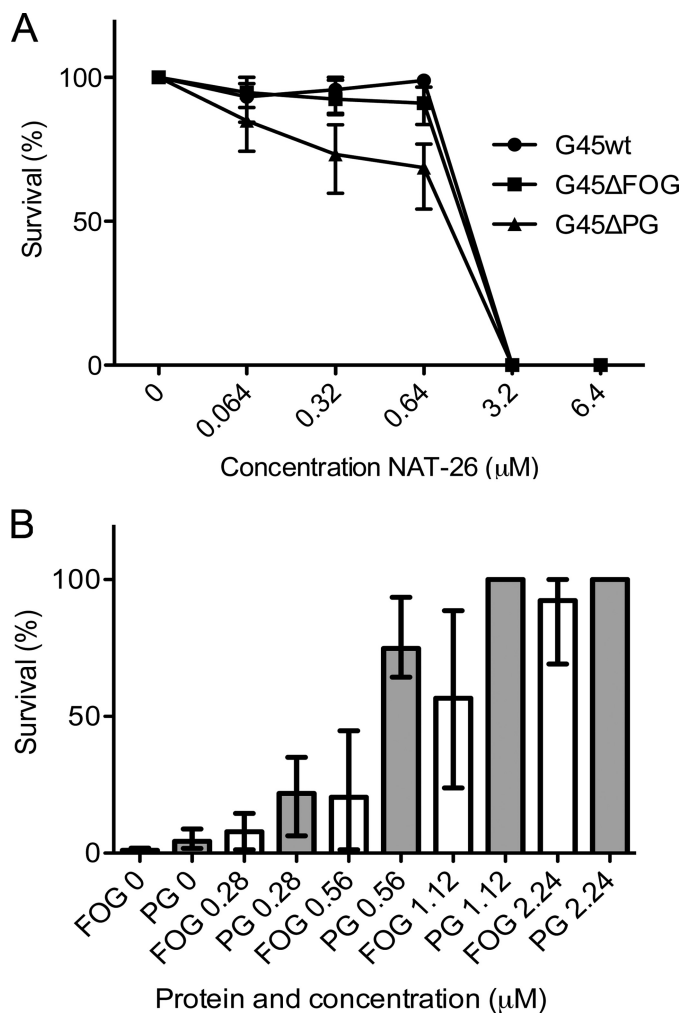 A
100
50
0
Survival (%)
G45wt
G45ΔFOG
G45ΔPG
0
0.064
0.32
0.64
3.2
6.4
Concentration NAT-26 (μM)
B
100
50
0
Survival (%)
FOG 0
PG 0
FOG 0.28
PG 0.28
FOG 0.56
PG 0.56
FOG 1.12
PG 1.12
FOG 2.24
PG 2.24
Protein and concentration (μM)